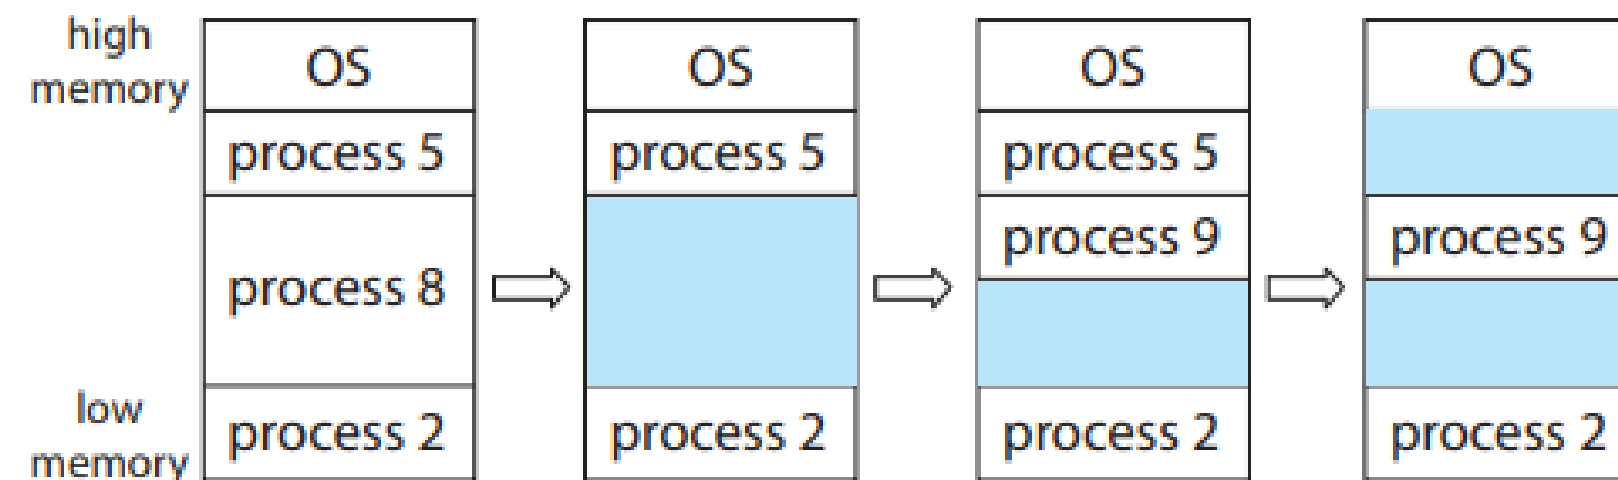 high
memory
OS
process 5
process 8
low
memory
process 2
OS
process 5
process 2
OS
process 5
process 9
process 2
OS
process 9
process 2